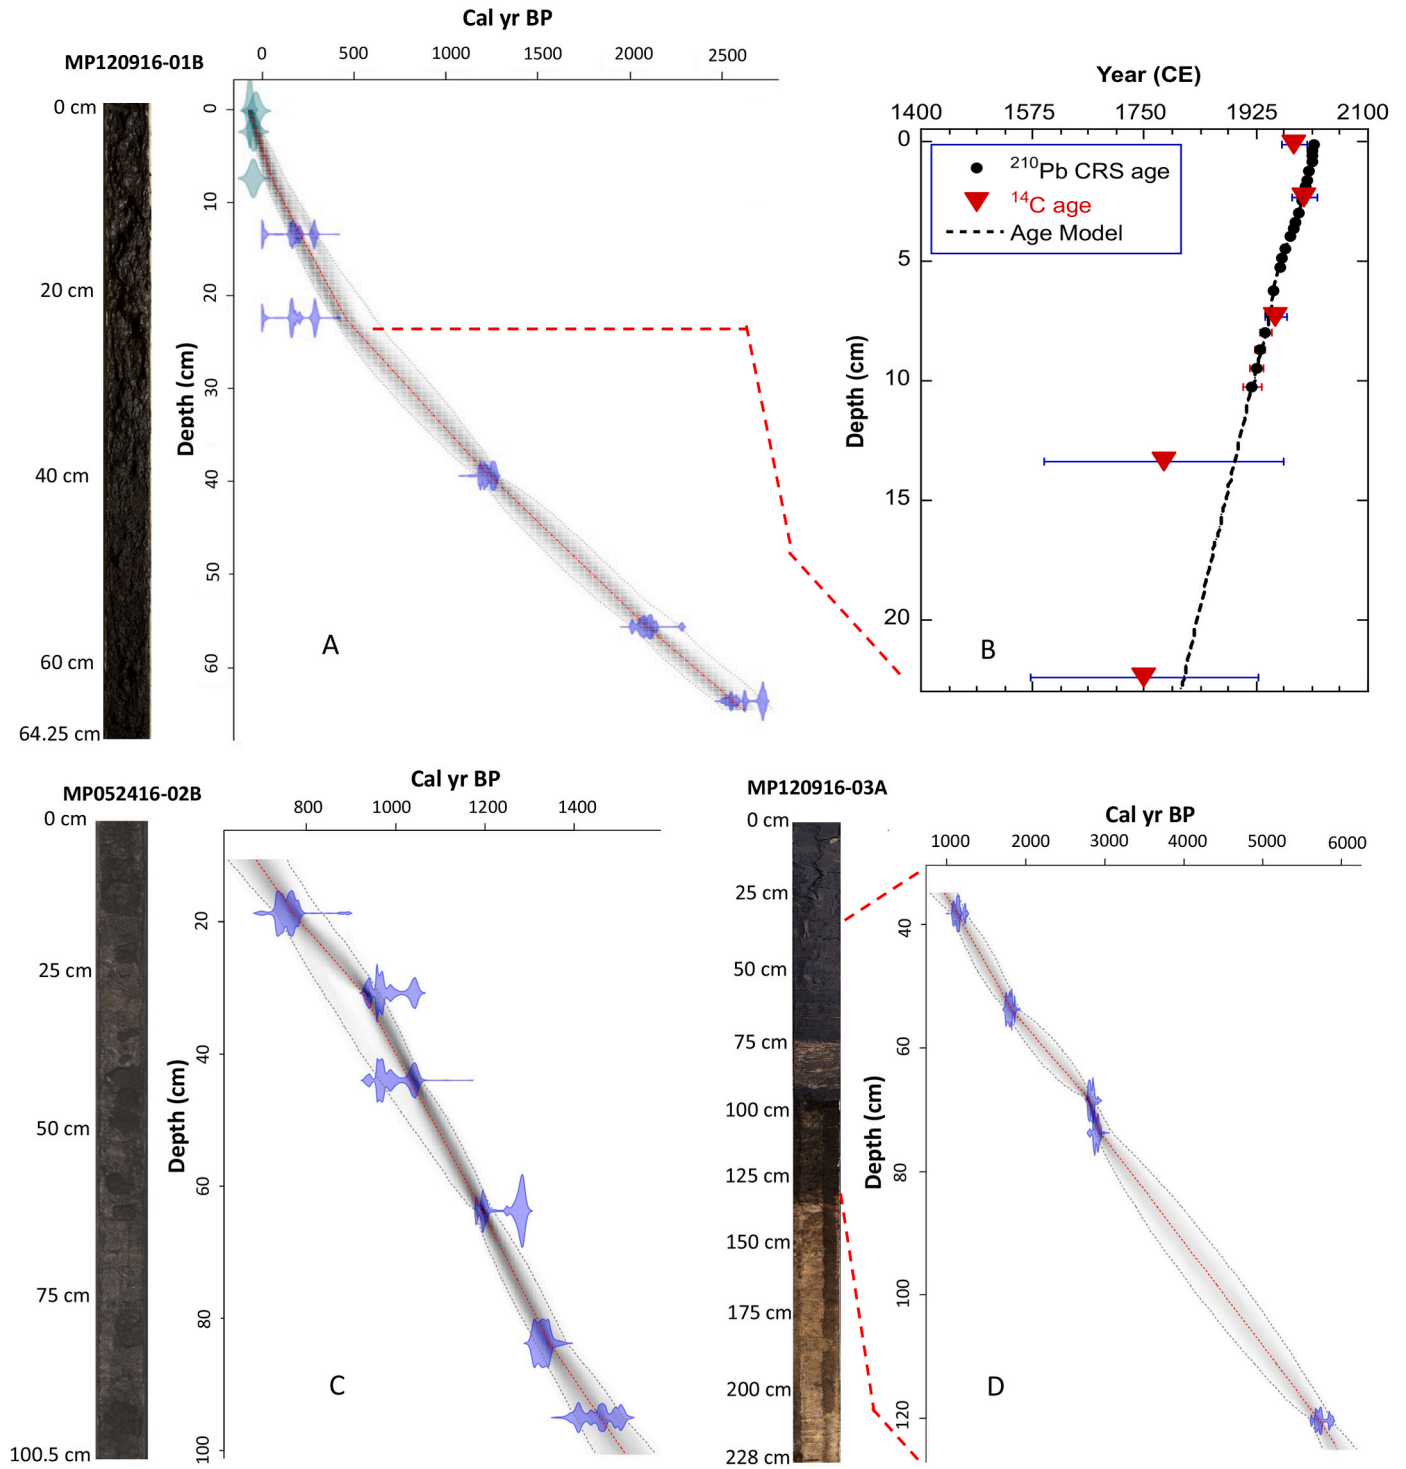 Cal yr BP
MP120916-01B
0 500 1000 1500 2000 2500
0 cm
20 cm
40 cm
60 cm
64.25 cm
Depth (cm)
0
10
20
30
40
50
60
A
Year (CE)
1400 1575 1750 1925 2100
0
5
10
15
20
Depth (cm)
²¹⁰Pb CRS age
¹⁴C age
Age Model
B
MP052416-02B
Cal yr BP
800 1000 1200 1400
0 cm
25 cm
50 cm
75 cm
100.5 cm
Depth (cm)
20
40
60
80
100
C
MP120916-03A
Cal yr BP
1000 2000 3000 4000 5000 6000
0 cm
25 cm
50 cm
75 cm
100 cm
125 cm
150 cm
175 cm
200 cm
228 cm
Depth (cm)
40
60
80
100
120
D